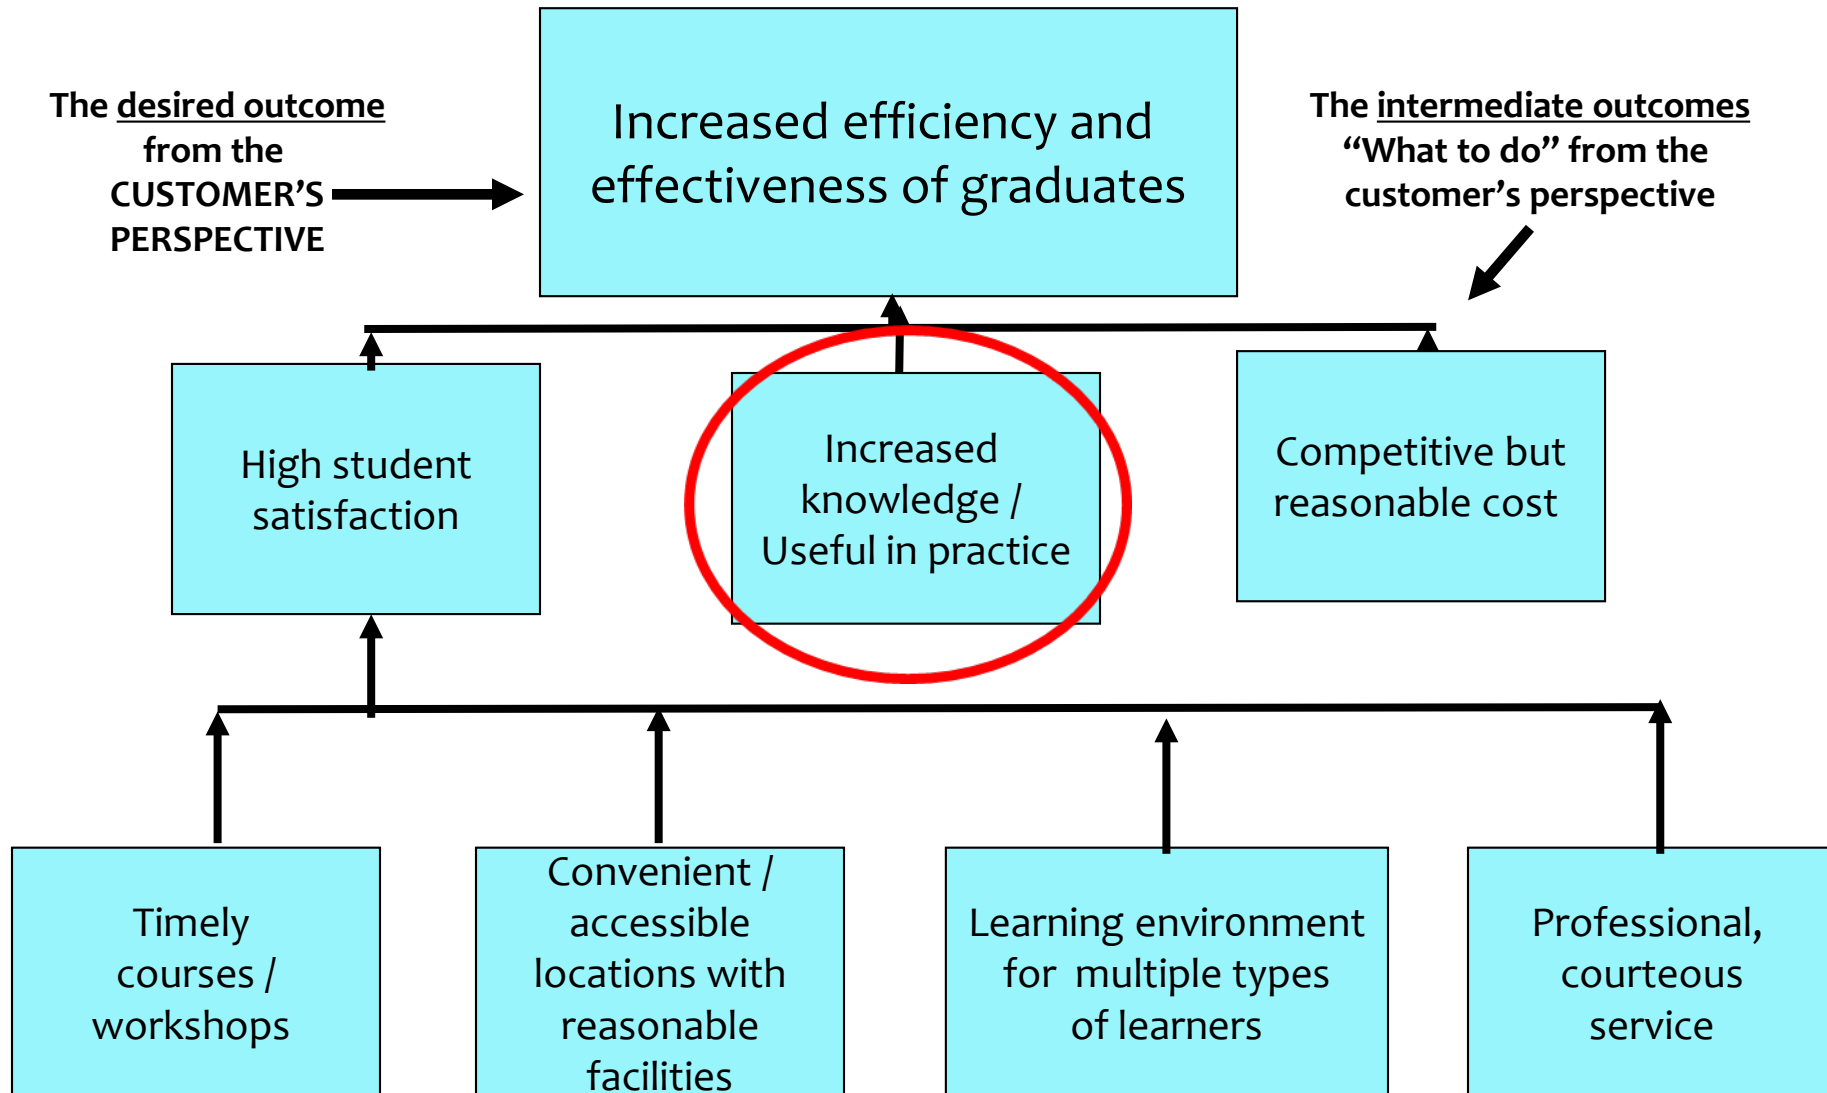 The desired outcome
from the
CUSTOMER’S
PERSPECTIVE
Increased efficiency and
effectiveness of graduates
The intermediate outcomes
“What to do” from the
customer’s perspective
High student
satisfaction
Increased
knowledge /
Useful in practice
Competitive but
reasonable cost
Timely
courses /
workshops
Convenient /
accessible
locations with
reasonable
facilities
Learning environment
for multiple types
of learners
Professional,
courteous
service